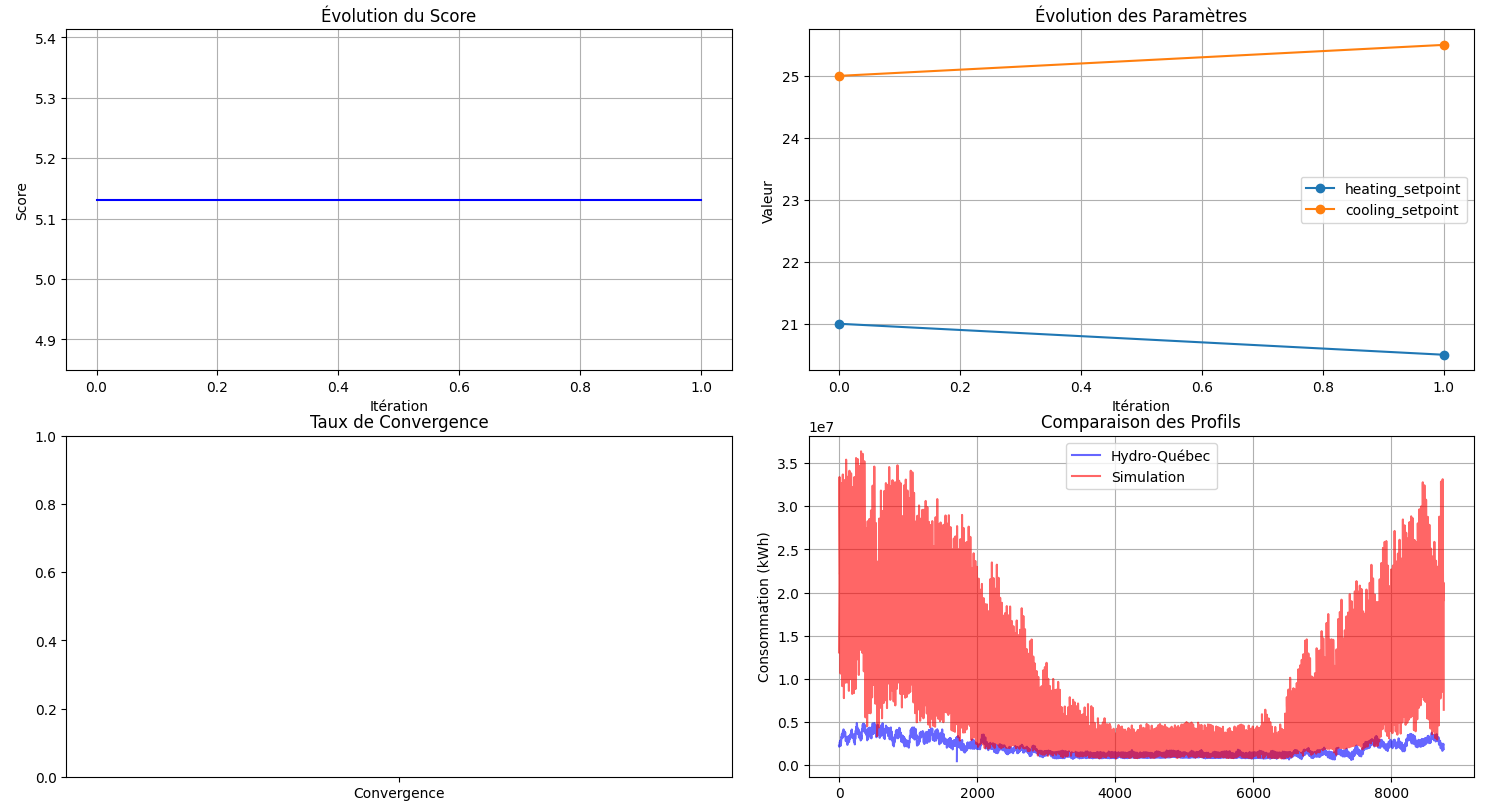 Évolution du Score
5.4
5.3
5.2
5.1
5.0
4.9
Score
0.0 0.2 0.4 0.6 0.8 1.0
Itération
Évolution des Paramètres
25
24
23
22
21
Valeur
heating_setpoint
cooling_setpoint
0.0 0.2 0.4 0.6 0.8 1.0
Itération
Taux de Convergence
1.0
0.8
0.6
0.4
0.2
0.0
Convergence
Comparaison des Profils
1e7
3.5
3.0
2.5
2.0
1.5
1.0
0.5
0.0
Consommation (kWh)
Hydro-Québec
Simulation
0 2000 4000 6000 8000